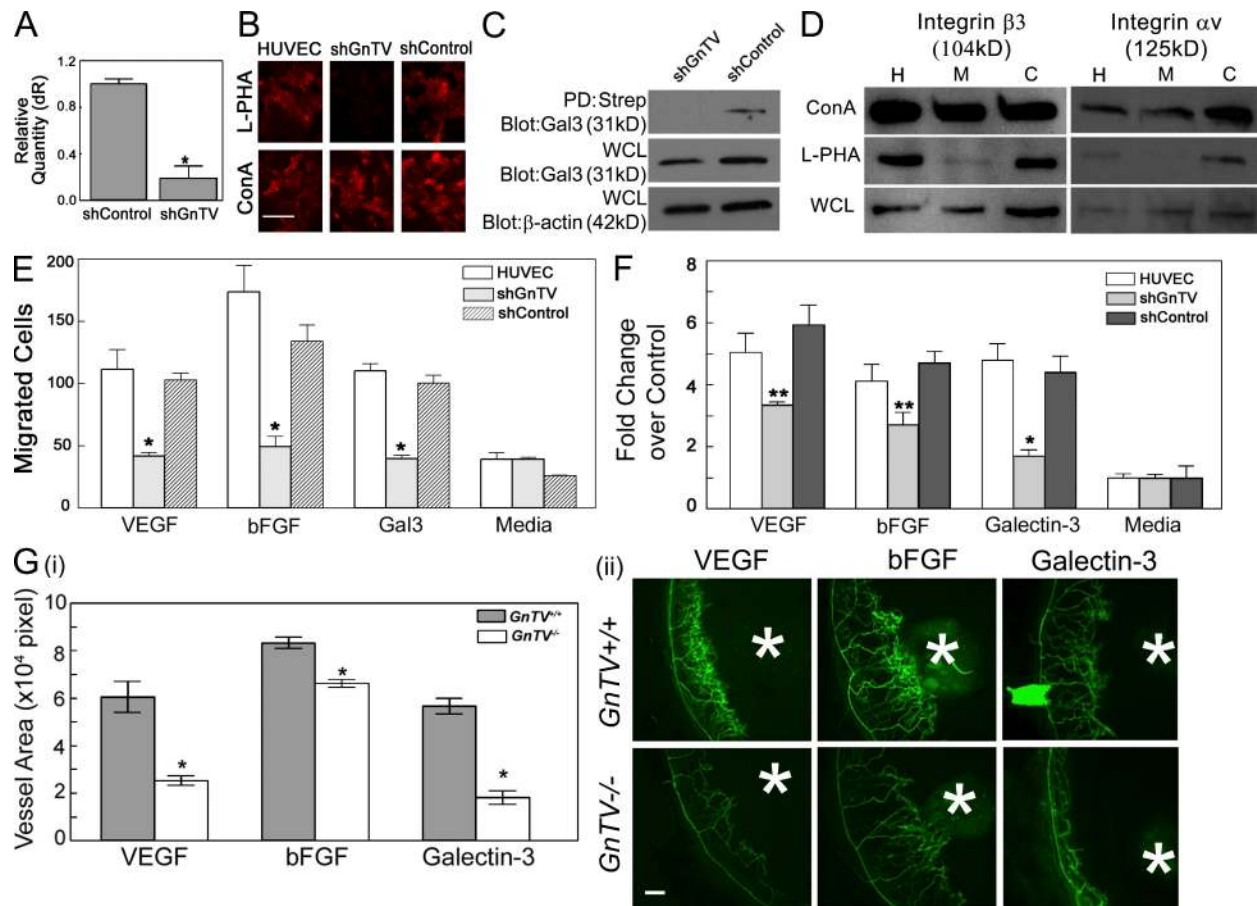 A
Relative
Quantity (dR)
1.2
0.8
0.4
0
*
shControl
shGnTV
B
HUVEC
shGnTV
shControl
L-PHA
ConA
C
shGnTV
shControl
PD:Strep
Blot:Gal3 (31kD)
WCL
Blot:Gal3 (31kD)
WCL
Blot:β-actin (42kD)
D
Integrin β3
(104kD)
Integrin αv
(125kD)
H M C
H M C
ConA
L-PHA
WCL
E
Migrated Cells
200
150
100
50
0
HUVEC
shGnTV
shControl
*
*
*
VEGF
bFGF
Gal3
Media
F
Fold Change
over Control
8
6
4
2
0
HUVEC
shGnTV
shControl
**
**
*
VEGF
bFGF
Galectin-3
Media
G (i)
Vessel Area (x10⁴ pixel)
10
8
6
4
2
0
GnTV+/+
GnTV-/-
*
*
*
VEGF
bFGF
Galectin-3
(ii)
VEGF
bFGF
Galectin-3
GnTV+/+
* * *
GnTV-/-
* * *